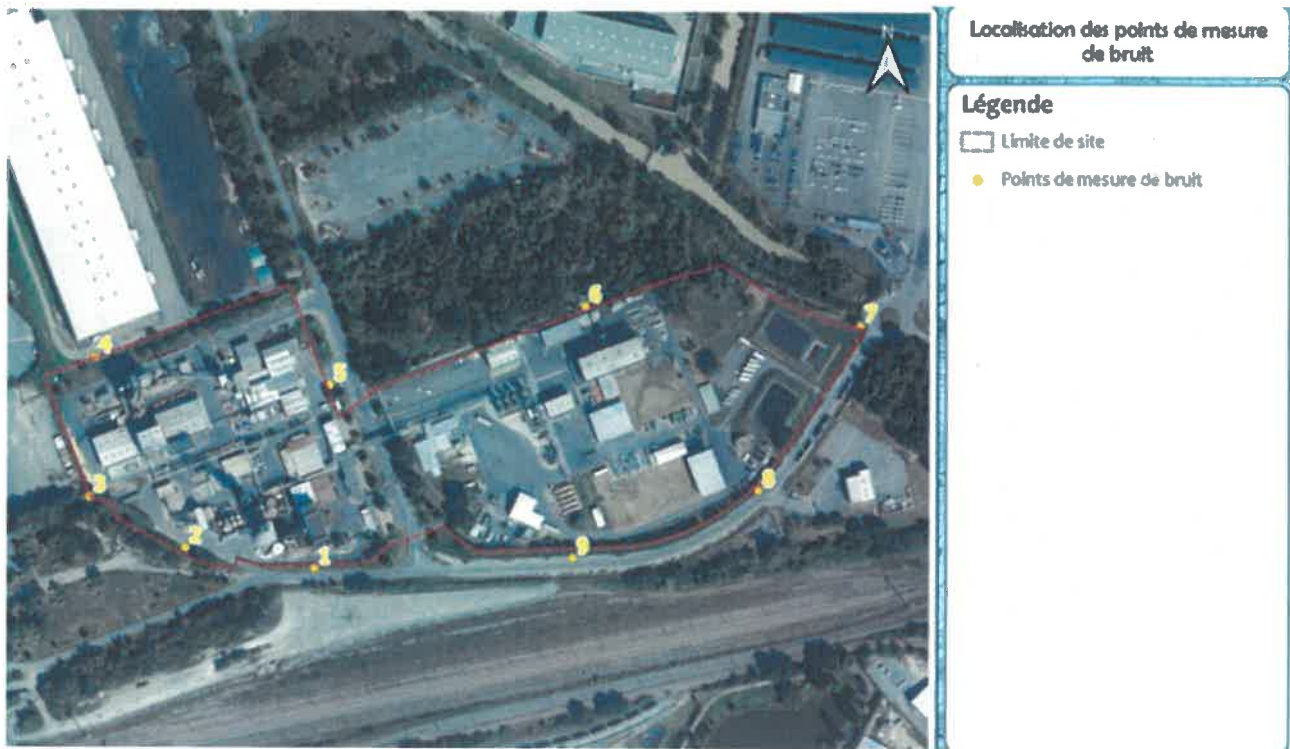 Localisation des points de mesure
de bruit
Légende
Limite de site
Points de mesure de bruit
N
4
5
6
7
3
8
2
1
9